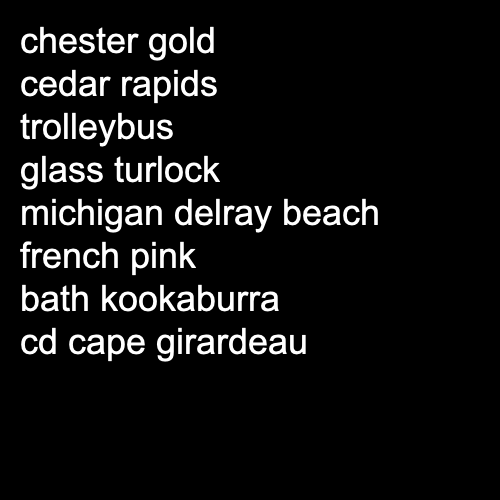 chester gold
cedar rapids
trolleybus
glass turlock
michigan delray beach
french pink
bath kookaburra
cd cape girardeau